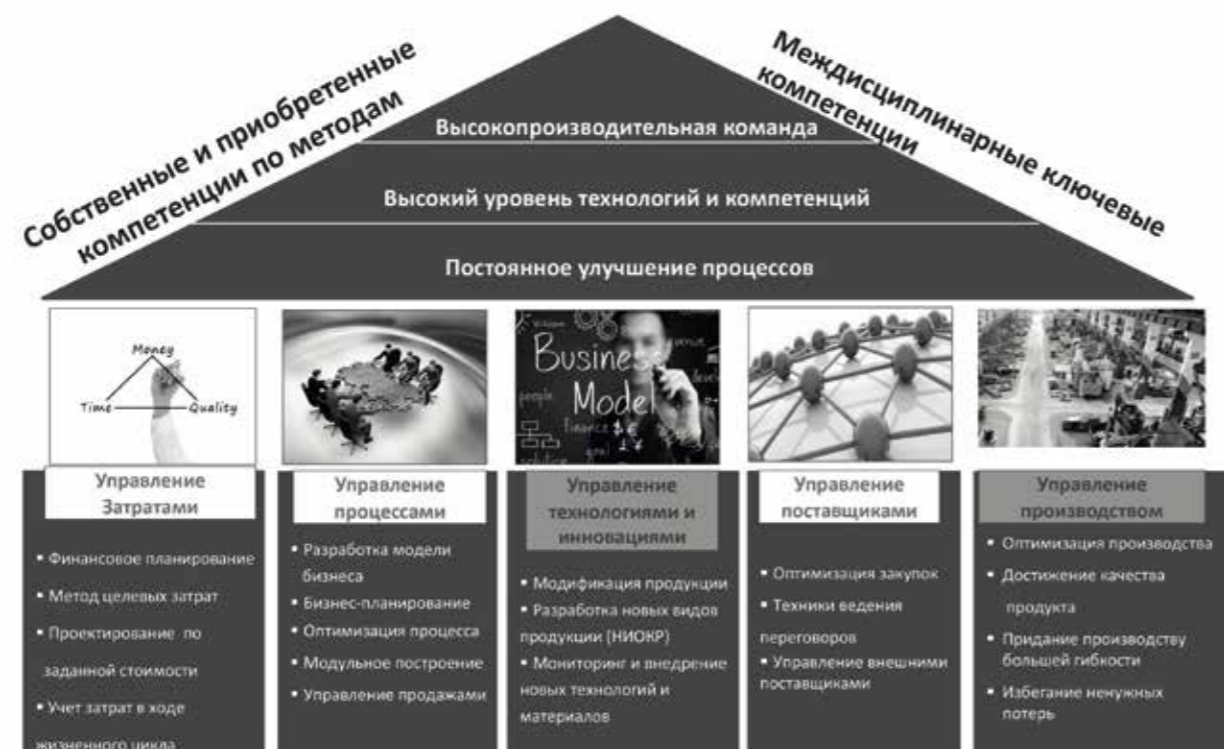 Собственные и приобретенные
компетенции по методам
Междисциплинарные ключевые
компетенции
Высокопроизводительная команда
Высокий уровень технологий и компетенций
Постоянное улучшение процессов
Money
Time
Quality
Business
Model
people
finance
goal
solution
Управление
Затратами
▪ Финансовое планирование
▪ Метод целевых затрат
▪ Проектирование по
заданной стоимости
▪ Учет затрат в ходе
жизненного цикла
Управление
процессами
▪ Разработка модели
бизнеса
▪ Бизнес-планирование
▪ Оптимизация процесса
▪ Модульное построение
▪ Управление продажами
Управление
технологиями и
инновациями
▪ Модификация продукции
▪ Разработка новых видов
продукции (НИОКР)
▪ Мониторинг и внедрение
новых технологий и
материалов
Управление
поставщиками
▪ Оптимизация закупок
▪ Техники ведения
переговоров
▪ Управление внешними
поставщиками
Управление
производством
▪ Оптимизация производства
▪ Достижение качества
продукта
▪ Придание производству
большей гибкости
▪ Избегание ненужных
потерь